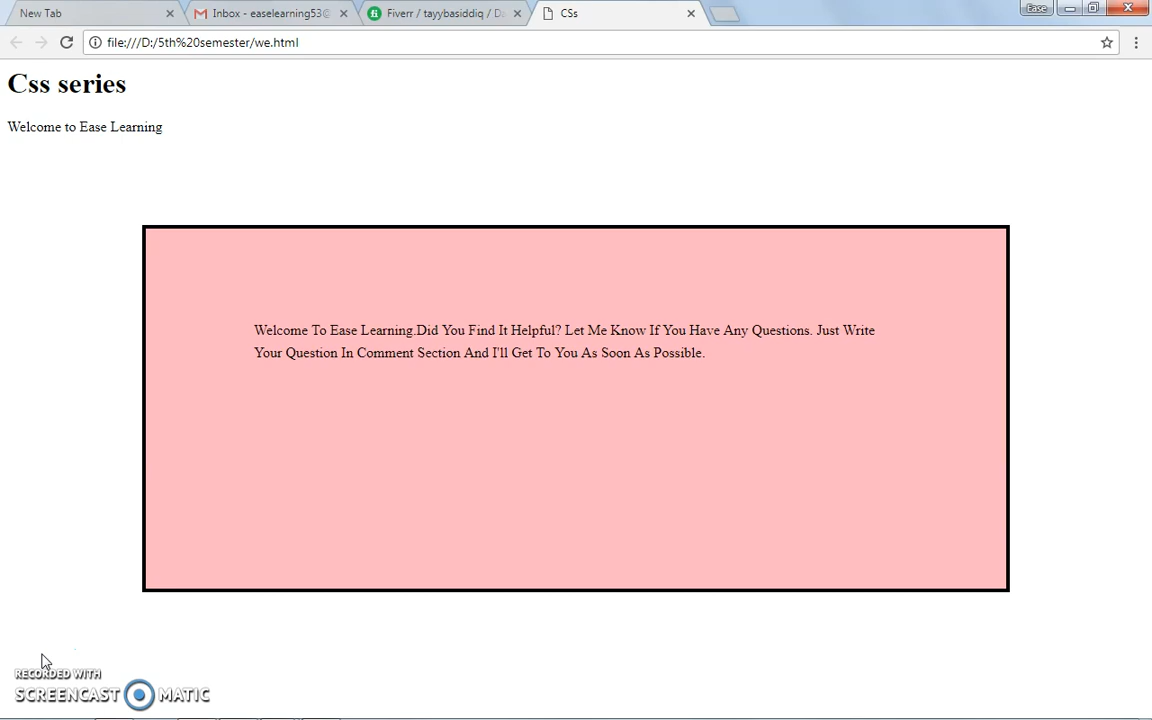 New Tab
Inbox - easelearning53@
Fiverr / tayybasiddiq /
CSs
Ease
file:///D:/5th%20semester/we.html
Css series
Welcome to Ease Learning
Welcome To Ease Learning.Did You Find It Helpful? Let Me Know If You Have Any Questions. Just Write
Your Question In Comment Section And I'll Get To You As Soon As Possible.
RECORDED WITH
SCREENCAST MATIC